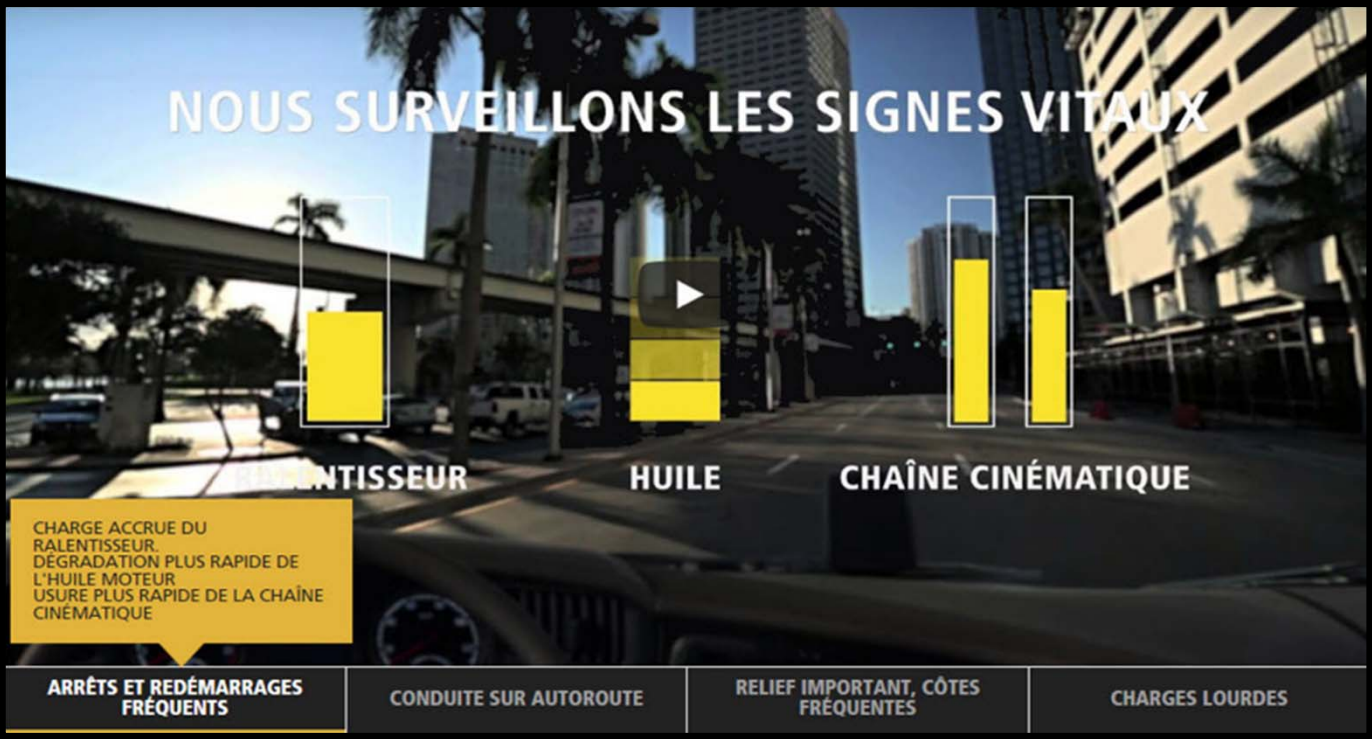 NOUS SURVEILLONS LES SIGNES VITAUX
RALENTISSEUR
HUILE
CHAÎNE CINÉMATIQUE
CHARGE ACCRUE DU
RALENTISSEUR.
DÉGRADATION PLUS RAPIDE DE
L'HUILE MOTEUR
USURE PLUS RAPIDE DE LA CHAÎNE
CINÉMATIQUE
ARRÊTS ET REDÉMARRAGES
FRÉQUENTS
CONDUITE SUR AUTOROUTE
RELIEF IMPORTANT, CÔTES
FRÉQUENTES
CHARGES LOURDES